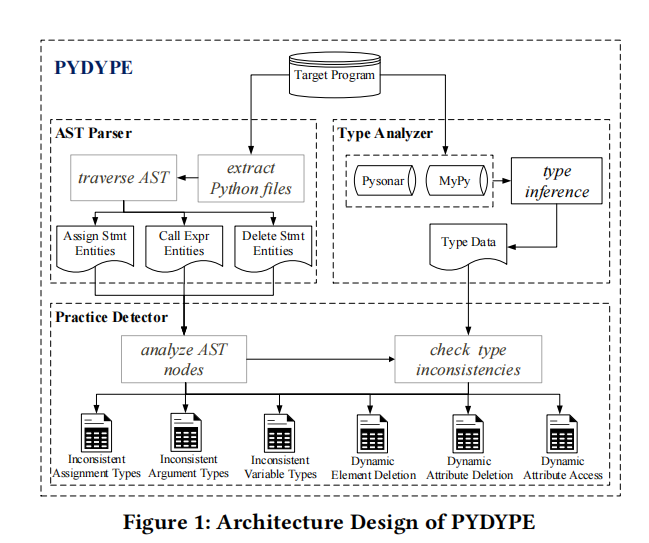 PYDYPE
Target Program
AST Parser
traverse AST
extract
Python files
Assign Stmt
Entities
Call Expr
Entities
Delete Stmt
Entities
Type Analyzer
Pysonar
MyPy
type
inference
Type Data
Practice Detector
analyze AST
nodes
check type
inconsistencies
Inconsistent
Assignment Types
Inconsistent
Argument Types
Inconsistent
Variable Types
Dynamic
Element Deletion
Dynamic
Attribute Deletion
Dynamic
Attribute Access
Figure 1: Architecture Design of PYDYPE